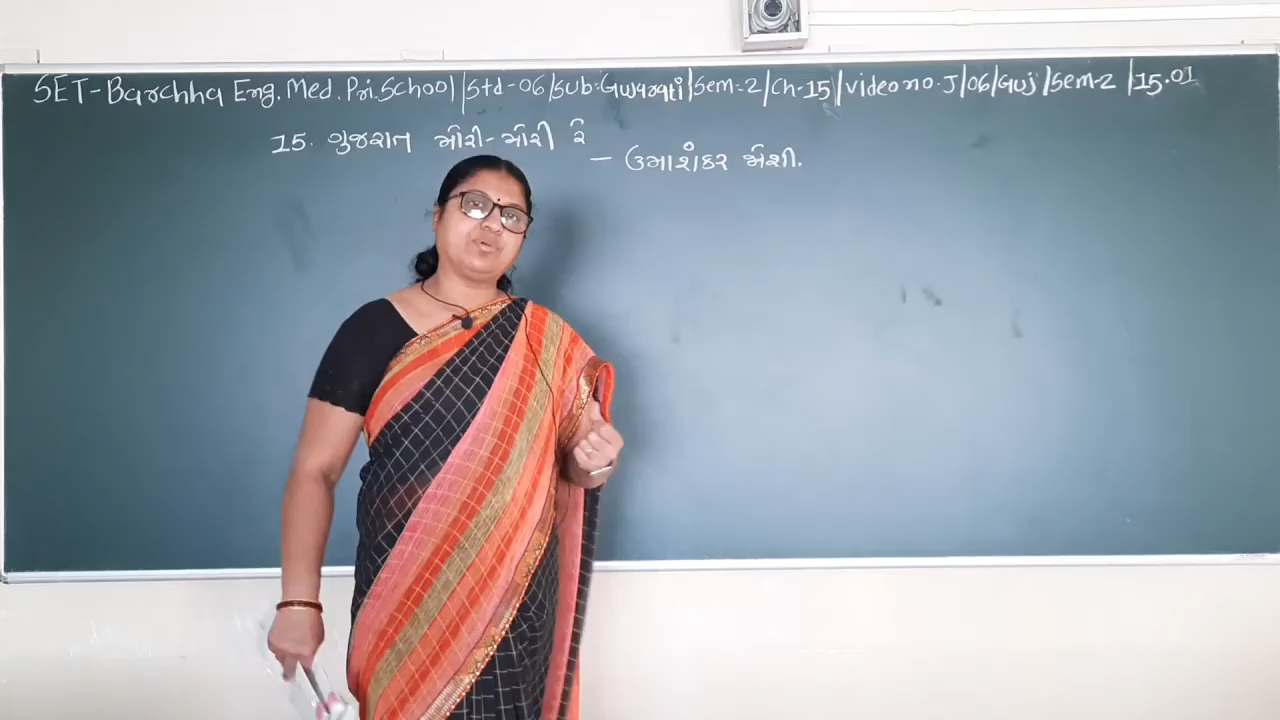 SET-Barchha Eng. Med. Pri. School | Std-06 | Sub:Gujarati | Sem-2 | Ch-15 | video no. J/06/Guj/Sem-2/15.01
15. ગુજરાત મોરી-મોરી રે
– ઉમાશંકર જોશી.